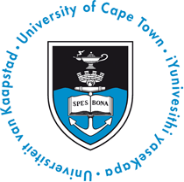 University of Cape Town · iYunivesithi yaseKapa · Universiteit van Kaapstad ·
SPES BONA